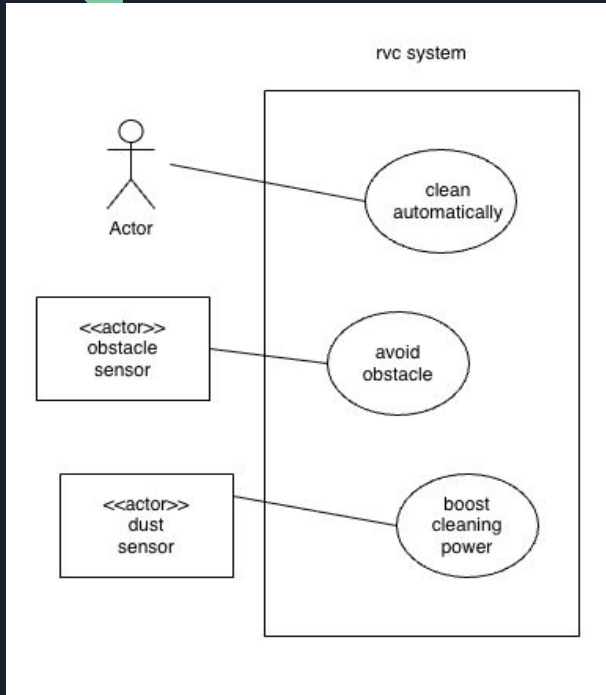 rvc system
clean
automatically
Actor
<<actor>>
obstacle
sensor
avoid
obstacle
<<actor>>
dust
sensor
boost
cleaning
power